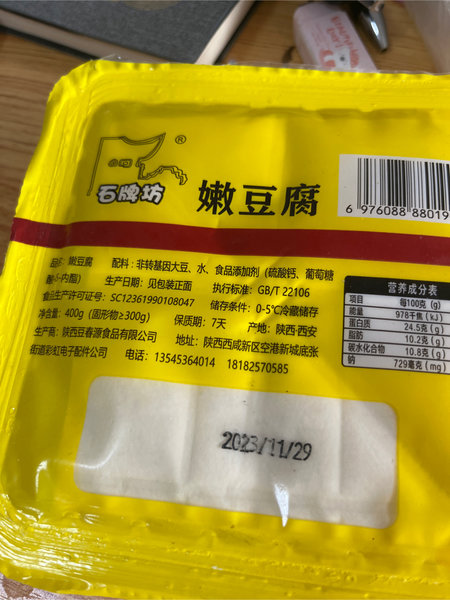 石牌坊
®
嫩豆腐
6 976088 88019
品名：嫩豆腐 配料：非转基因大豆、水、食品添加剂（硫酸钙、葡萄糖
酸-δ-内酯） 生产日期：见包装正面 执行标准：GB/T 22106
食品生产许可证号：SC12361990108047 储存条件：0-5℃冷藏储存
净含量：400g（固形物≥300g） 保质期：7天 产地：陕西·西安
生产商：陕西豆春源食品有限公司 地址：陕西西咸新区空港新城底张
街道彩虹电子配件公司 电话：13545364014 18182570585
营养成分表
项目 每100克（g）
能量 978千焦（kJ）
蛋白质 24.5克（g）
脂肪 10.2克（g）
碳水化合物 10.8克（g）
钠 729毫克（mg）
2023/11/29